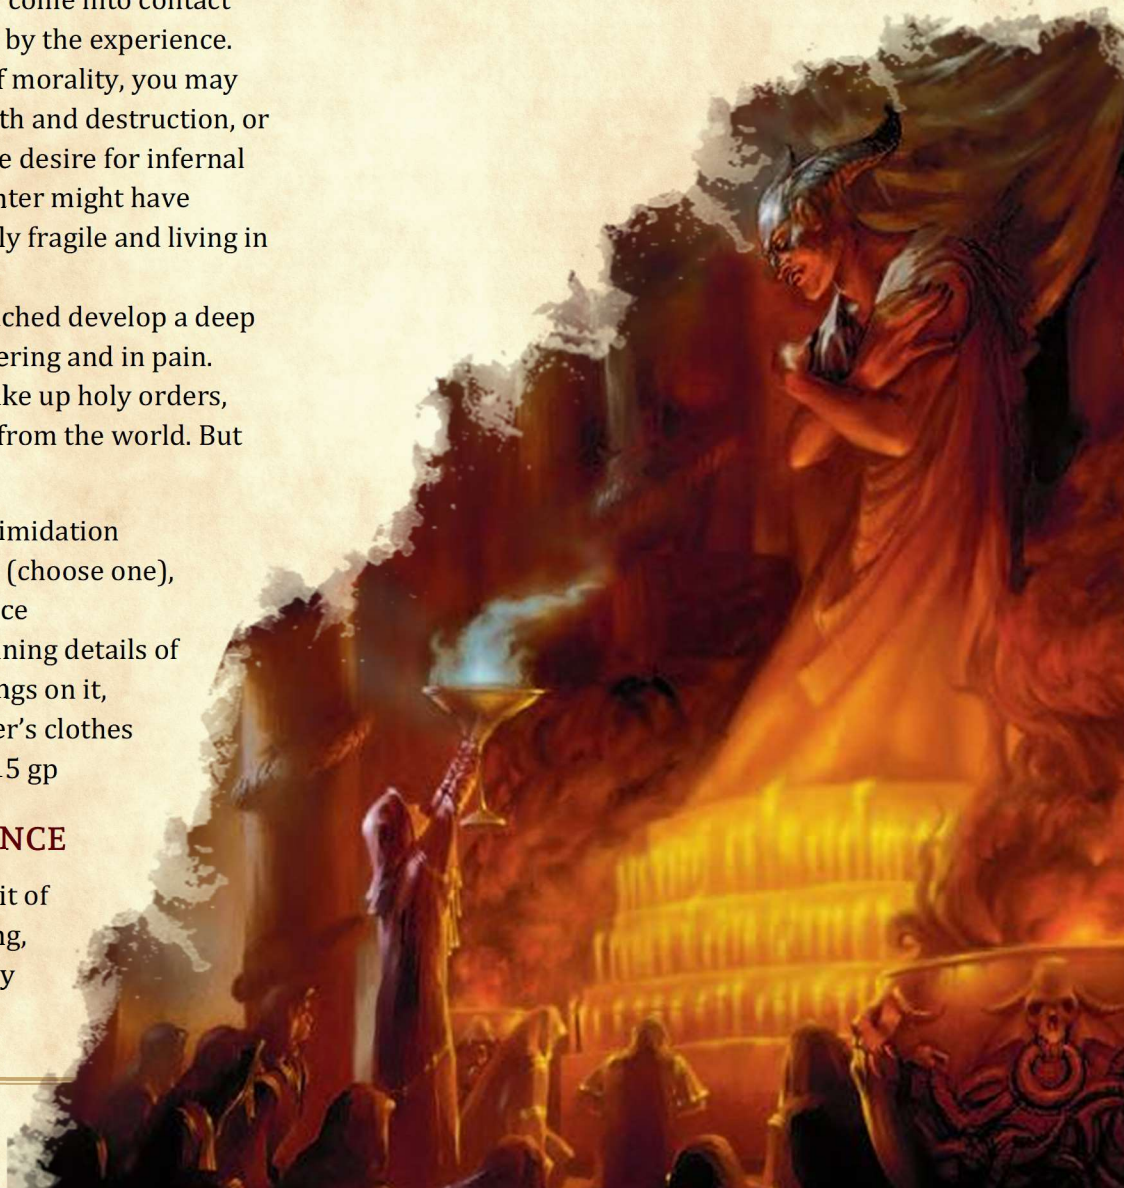 come into contact
by the experience.
f morality, you may
th and destruction, or
e desire for infernal
nter might have
ly fragile and living in
ched develop a deep
ering and in pain.
ke up holy orders,
from the world. But
imidation
(choose one),
ce
ning details of
ngs on it,
er’s clothes
15 gp
NCE
it of
ng,
y